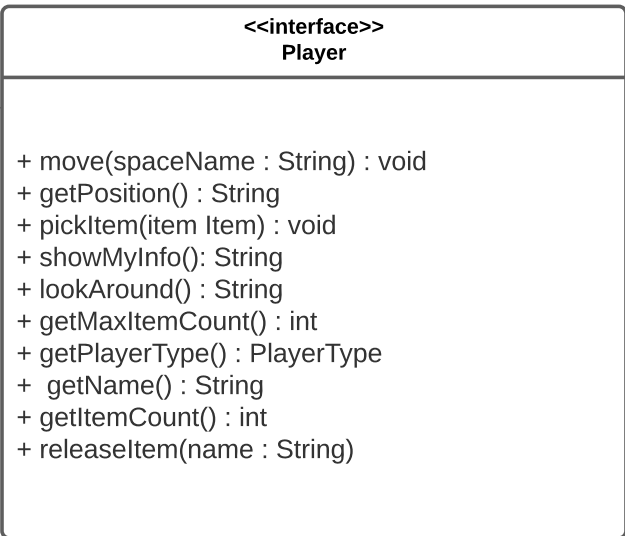 <<interface>>
Player
+ move(spaceName : String) : void
+ getPosition() : String
+ pickItem(item Item) : void
+ showMyInfo(): String
+ lookAround() : String
+ getMaxItemCount() : int
+ getPlayerType() : PlayerType
+  getName() : String
+ getItemCount() : int
+ releaseItem(name : String)